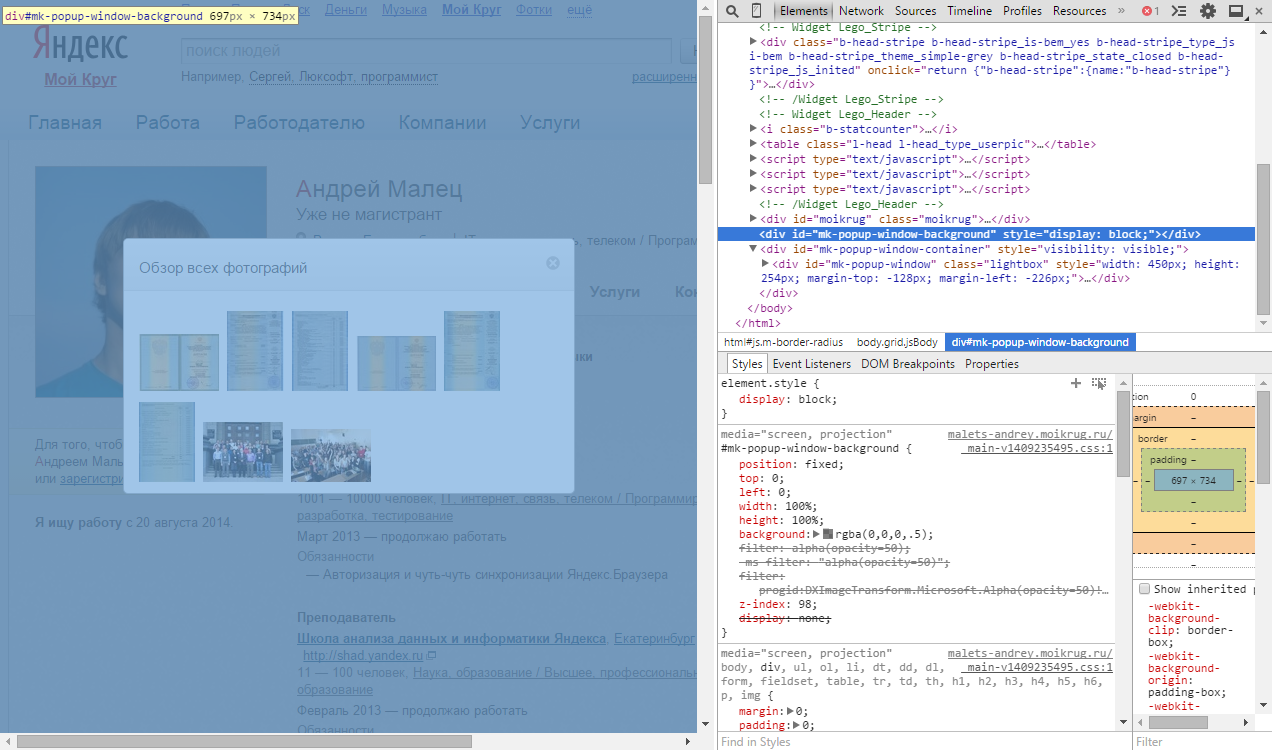 div#mk-popup-window-background 697px × 734px
Деньги Музыка Мой Круг Фотки ещё
Яндекс
Мой Круг
поиск людей
Например, Сергей, Люксофт, программист
расширенн
Главная Работа Работодателю Компании Услуги
Андрей Малец
Уже не магистрант
телеком / Програм
Услуги
Обзор всех фотографий
Для того, чтоб
Андреем Маль
или зарегистри
Я ищу работу с 20 августа 2014.
1001 — 10000 человек, IT, интернет, связь, телеком / Программир
разработка, тестирование
Март 2013 — продолжаю работать
Обязанности
— Авторизация и чуть-чуть синхронизации Яндекс.Браузера
Преподаватель
Школа анализа данных и информатики Яндекса, Екатеринбург
http://shad.yandex.ru
11 — 100 человек, Наука, образование / Высшее, профессиональн
образование
Февраль 2013 — продолжаю работать
Обязанности
Elements Network Sources Timeline Profiles Resources » 1
<!-- Widget Lego_Stripe -->
<div class="b-head-stripe b-head-stripe_is-bem_yes b-head-stripe_type_js
i-bem b-head-stripe_theme_simple-grey b-head-stripe_state_closed b-head-
stripe_js_inited" onclick="return {"b-head-stripe":{name:"b-head-stripe"}
}">…</div>
<!-- /Widget Lego_Stripe -->
<!-- Widget Lego_Header -->
<i class="b-statcounter">…</i>
<table class="l-head l-head_type_userpic">…</table>
<script type="text/javascript">…</script>
<script type="text/javascript">…</script>
<script type="text/javascript">…</script>
<!-- /Widget Lego_Header -->
<div id="moikrug" class="moikrug">…</div>
<div id="mk-popup-window-background" style="display: block;"></div>
<div id="mk-popup-window-container" style="visibility: visible;">
<div id="mk-popup-window" class="lightbox" style="width: 450px; height:
254px; margin-top: -128px; margin-left: -226px;">…</div>
</div>
</body>
</html>
html#js.m-border-radius body.grid.jsBody div#mk-popup-window-background
Styles Event Listeners DOM Breakpoints Properties
element.style {
display: block;
}
media="screen, projection" malets-andrey.moikrug.ru/
#mk-popup-window-background { _main-v1409235495.css:1
position: fixed;
top: 0;
left: 0;
width: 100%;
height: 100%;
background: rgba(0,0,0,.5);
filter: alpha(opacity=50);
-ms-filter: "alpha(opacity=50)";
filter:
progid:DXImageTransform.Microsoft.Alpha(opacity=50)!…
z-index: 98;
display: none;
}
media="screen, projection" malets-andrey.moikrug.ru/
body, div, ul, ol, li, dt, dd, dl, _main-v1409235495.css:1
form, fieldset, table, tr, td, th, h1, h2, h3, h4, h5, h6,
p, img {
margin: 0;
padding: 0;
Find in Styles
tion 0
argin –
border –
padding –
– – 697 × 734 – –
–
–
–
–
Show inherited p
-webkit-
background-
clip: border-
box;
-webkit-
background-
origin:
padding-box;
-webkit-
Filter